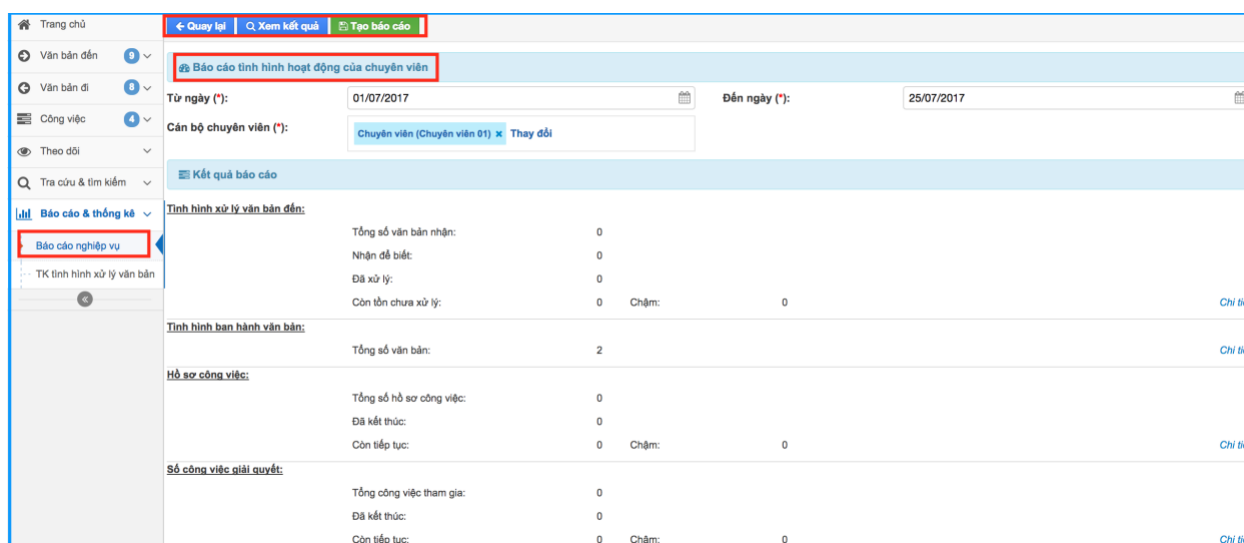 Trang chủ
Văn bản đến 9
Văn bản đi 8
Công việc 4
Theo dõi
Tra cứu & tìm kiếm
Báo cáo & thống kê
Báo cáo nghiệp vụ
TK tình hình xử lý văn bản
Quay lại Xem kết quả Tạo báo cáo
Báo cáo tình hình hoạt động của chuyên viên
Từ ngày (*): 01/07/2017 Đến ngày (*): 25/07/2017
Cán bộ chuyên viên (*): Chuyên viên (Chuyên viên 01) x Thay đổi
Kết quả báo cáo
Tình hình xử lý văn bản đến:
Tổng số văn bản nhận: 0
Nhận để biết: 0
Đã xử lý: 0
Còn tồn chưa xử lý: 0 Chậm: 0 Chi ti
Tình hình ban hành văn bản:
Tổng số văn bản: 2 Chi ti
Hồ sơ công việc:
Tổng số hồ sơ công việc: 0
Đã kết thúc: 0
Còn tiếp tục: 0 Chậm: 0 Chi ti
Số công việc giải quyết:
Tổng công việc tham gia: 0
Đã kết thúc: 0
Còn tiếp tục: 0 Chậm: 0 Chi ti